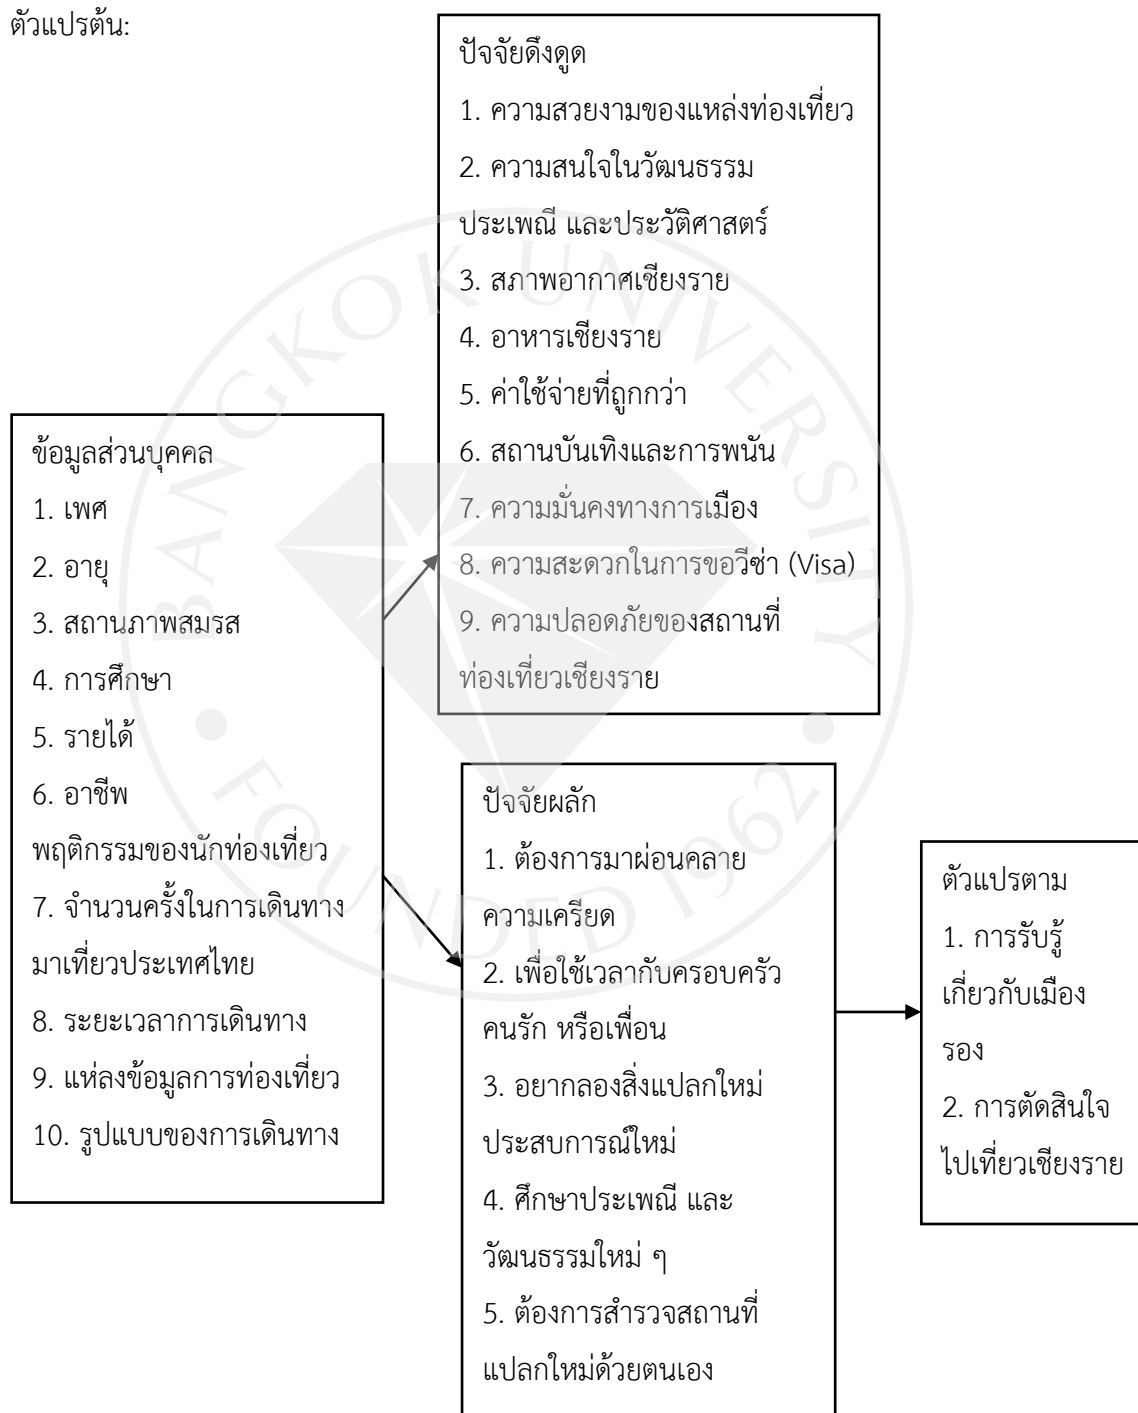 ตัวแปรต้น:
ปัจจัยดึงดูด
1. ความสวยงามของแหล่งท่องเที่ยว
2. ความสนใจในวัฒนธรรม
ประเพณี และประวัติศาสตร์
3. สภาพอากาศเชียงราย
4. อาหารเชียงราย
5. ค่าใช้จ่ายที่ถูกกว่า
6. สถานบันเทิงและการพนัน
7. ความมั่นคงทางการเมือง
8. ความสะดวกในการขอวีซ่า (Visa)
9. ความปลอดภัยของสถานที่
ท่องเที่ยวเชียงราย
ข้อมูลส่วนบุคคล
1. เพศ
2. อายุ
3. สถานภาพสมรส
4. การศึกษา
5. รายได้
6. อาชีพ
พฤติกรรมของนักท่องเที่ยว
7. จำนวนครั้งในการเดินทาง
มาเที่ยวประเทศไทย
8. ระยะเวลาการเดินทาง
9. แห่ลงข้อมูลการท่องเที่ยว
10. รูปแบบของการเดินทาง
ปัจจัยผลัก
1. ต้องการมาผ่อนคลาย
ความเครียด
2. เพื่อใช้เวลากับครอบครัว
คนรัก หรือเพื่อน
3. อยากลองสิ่งแปลกใหม่
ประสบการณ์ใหม่
4. ศึกษาประเพณี และ
วัฒนธรรมใหม่ ๆ
5. ต้องการสำรวจสถานที่
แปลกใหม่ด้วยตนเอง
ตัวแปรตาม
1. การรับรู้
เกี่ยวกับเมือง
รอง
2. การตัดสินใจ
ไปเที่ยวเชียงราย
BANGKOK UNIVERSITY
FOUNDED 1962